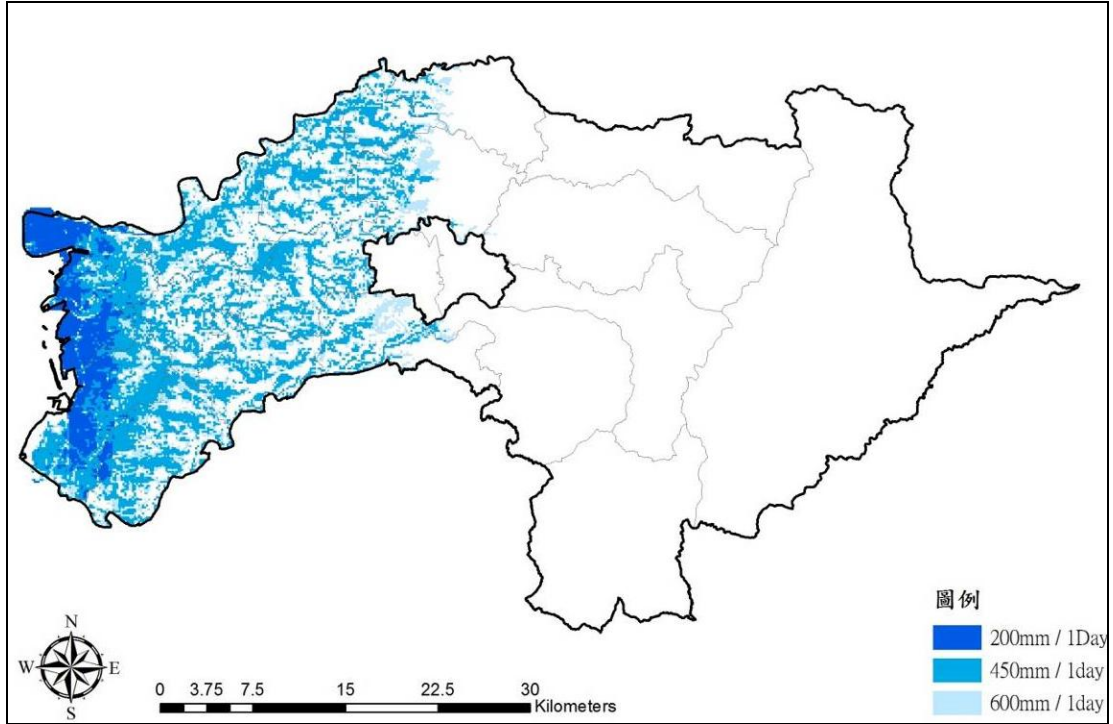 圖例
200mm / 1Day
450mm / 1day
600mm / 1day
N
W E
S
0 3.75 7.5 15 22.5 30
Kilometers